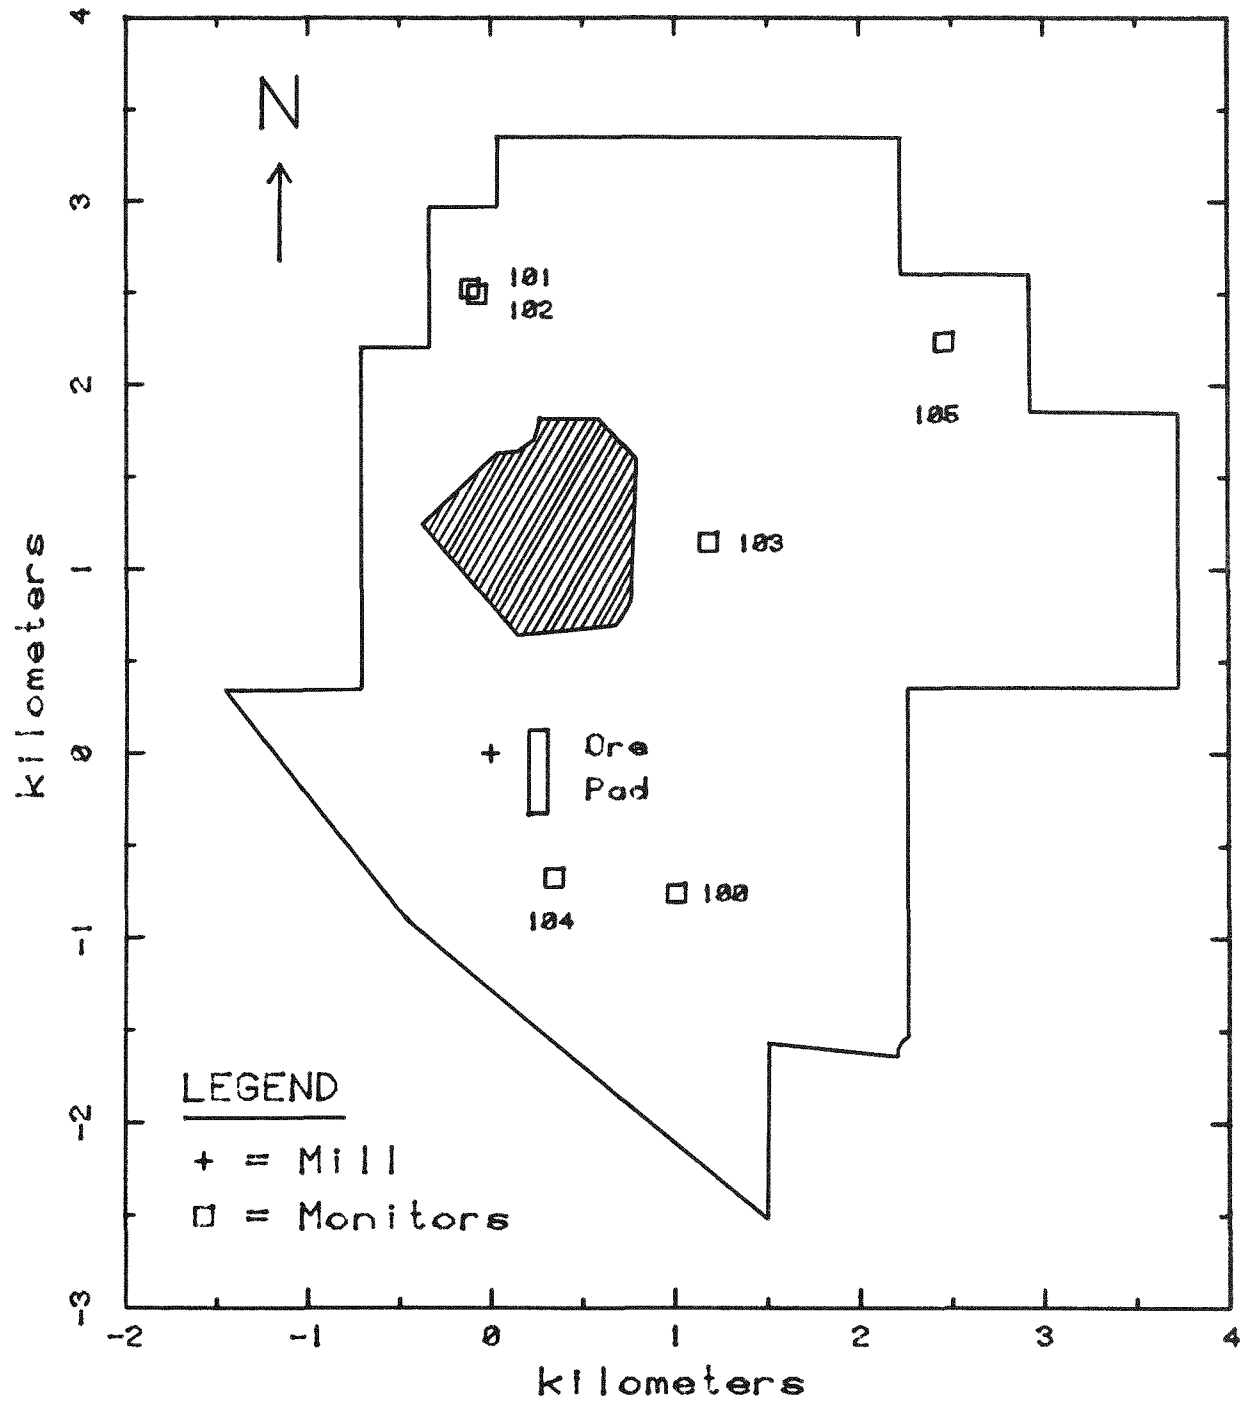 4
N
3
101
102
2
105
103
1
kilometers
Ore
0
Pad
104
100
-1
LEGEND
-2
+ = Mill
□ = Monitors
-3
-2 -1 0 1 2 3 4
kilometers